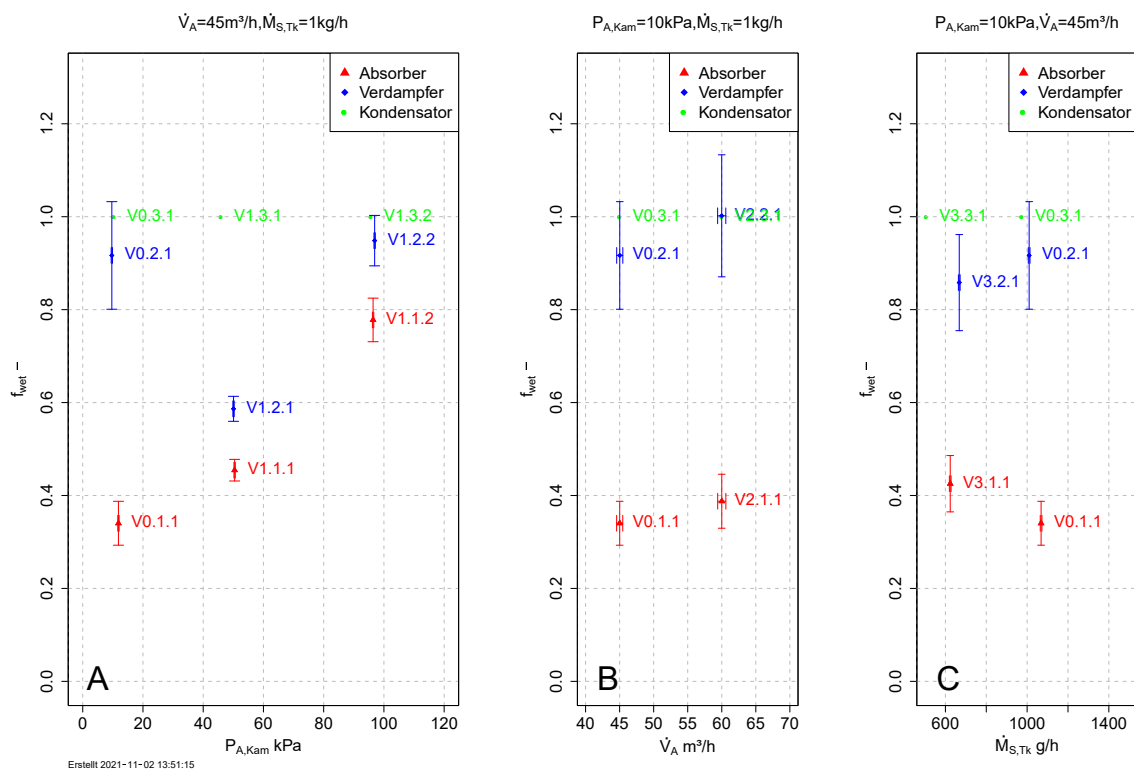 V̇A=45m³/h,ṀS,Tk=1kg/h
Absorber
Verdampfer
Kondensator
fwet −
0.0
0.2
0.4
0.6
0.8
1.0
1.2
V0.3.1
V1.3.1
V1.3.2
V0.2.1
V1.2.2
V1.1.2
V1.2.1
V1.1.1
V0.1.1
A
0 20 40 60 80 100 120
PA,Kam kPa
PA,Kam=10kPa,ṀS,Tk=1kg/h
Absorber
Verdampfer
Kondensator
fwet −
0.0
0.2
0.4
0.6
0.8
1.0
1.2
V0.3.1
V2.2.1
V2.3.1
V0.2.1
V2.1.1
V0.1.1
B
40 45 50 55 60 65 70
V̇A m³/h
PA,Kam=10kPa,V̇A=45m³/h
Absorber
Verdampfer
Kondensator
fwet −
0.0
0.2
0.4
0.6
0.8
1.0
1.2
V3.3.1
V0.3.1
V0.2.1
V3.2.1
V3.1.1
V0.1.1
C
600 1000 1400
ṀS,Tk g/h
Erstellt 2021−11−02 13:51:15